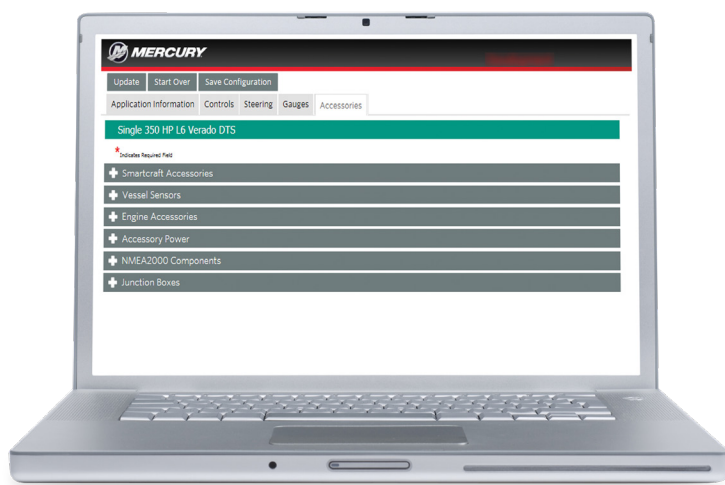 MERCURY
Update Start Over Save Configuration
Application Information Controls Steering Gauges Accessories
Single 350 HP L6 Verado DTS
*Indicates Required Field
Smartcraft Accessories
Vessel Sensors
Engine Accessories
Accessory Power
NMEA2000 Components
Junction Boxes